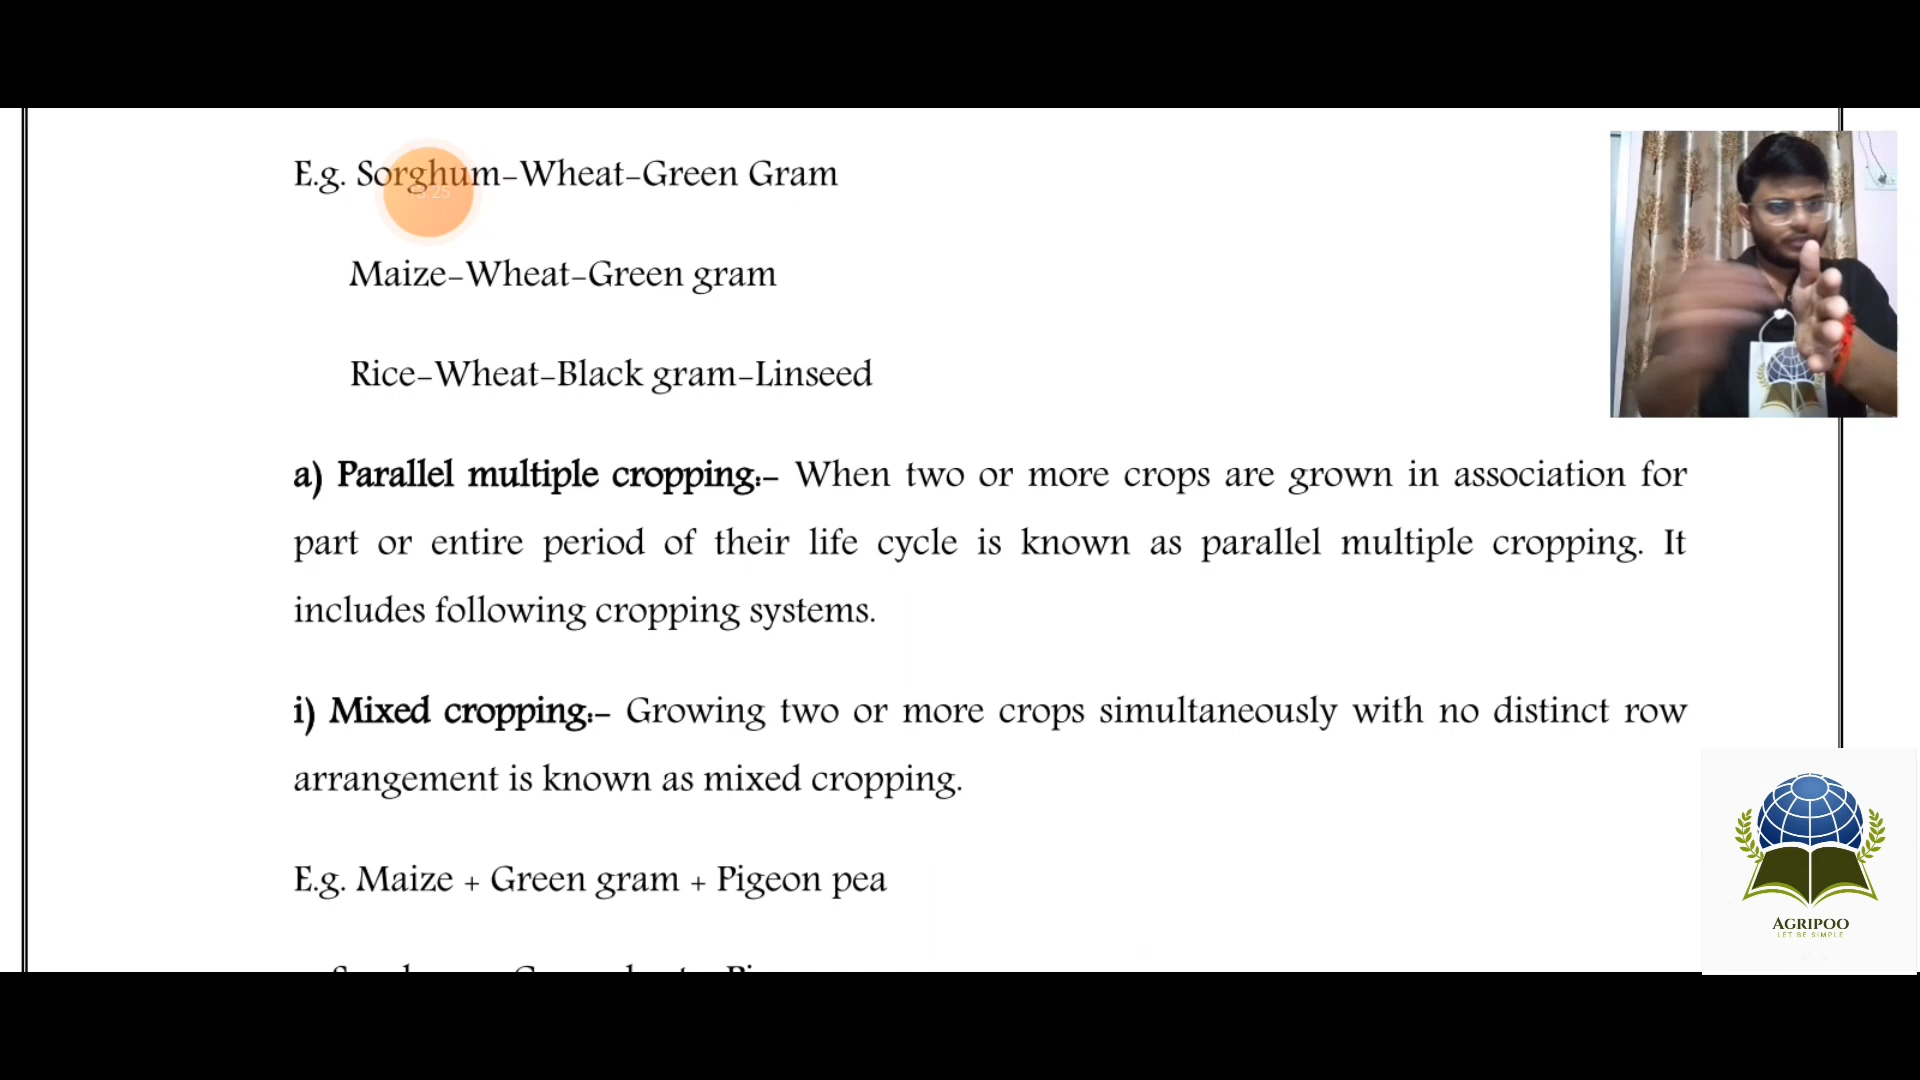 E.g. Sorghum-Wheat-Green Gram
Maize-Wheat-Green gram
Rice-Wheat-Black gram-Linseed
a) Parallel multiple cropping:- When two or more crops are grown in association for
part or entire period of their life cycle is known as parallel multiple cropping. It
includes following cropping systems.
i) Mixed cropping:- Growing two or more crops simultaneously with no distinct row
arrangement is known as mixed cropping.
E.g. Maize + Green gram + Pigeon pea
AGRIPOO
LET BE SIMPLE